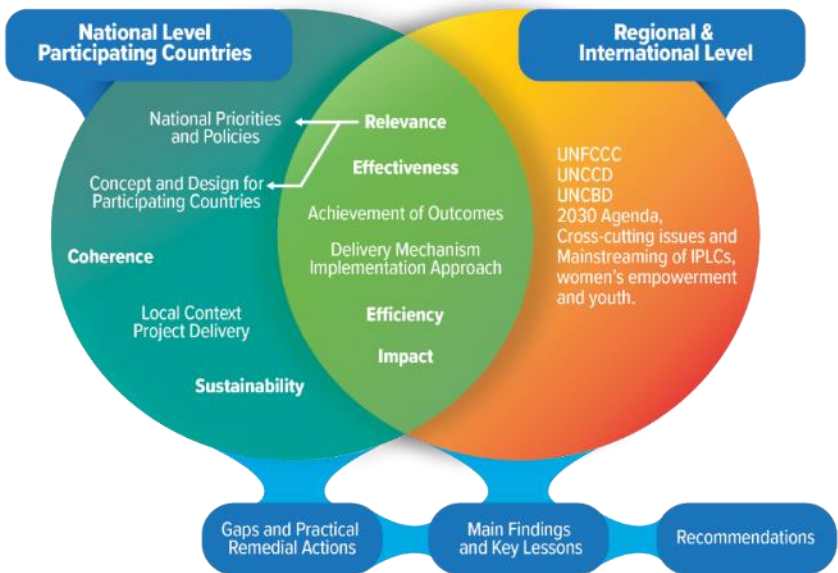 National Level
Participating Countries
Regional &
International Level
National Priorities
and Policies
Concept and Design for
Participating Countries
Coherence
Local Context
Project Delivery
Sustainability
Relevance
Effectiveness
Achievement of Outcomes
Delivery Mechanism
Implementation Approach
Efficiency
Impact
UNFCCC
UNCCD
UNCBD
2030 Agenda,
Cross-cutting issues and
Mainstreaming of IPLCs,
women's empowerment
and youth.
Gaps and Practical
Remedial Actions
Main Findings
and Key Lessons
Recommendations